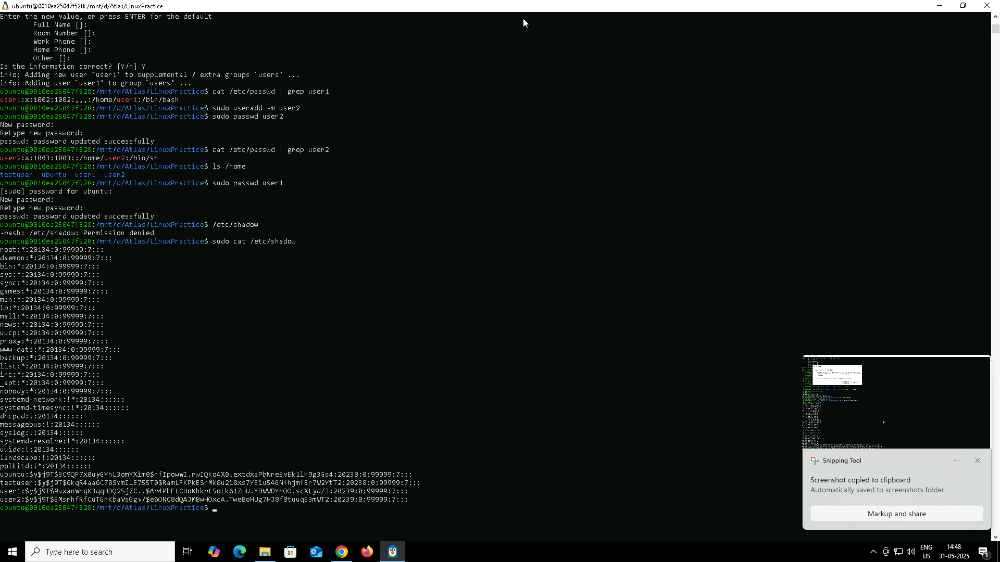 ubuntu@0010ea25047f528: /mnt/d/Atlas/LinuxPractice
Enter the new value, or press ENTER for the default
Full Name []:
Room Number []:
Work Phone []:
Home Phone []:
Other []:
Is the information correct? [Y/n] Y
info: Adding new user `user1' to supplemental / extra groups `users' ...
info: Adding user `user1' to group `users' ...
ubuntu@0010ea25047f528:/mnt/d/Atlas/LinuxPractice$ cat /etc/passwd | grep user1
user1:x:1002:1002:,,,:/home/user1:/bin/bash
ubuntu@0010ea25047f528:/mnt/d/Atlas/LinuxPractice$ sudo useradd -m user2
ubuntu@0010ea25047f528:/mnt/d/Atlas/LinuxPractice$ sudo passwd user2
New password:
Retype new password:
passwd: password updated successfully
ubuntu@0010ea25047f528:/mnt/d/Atlas/LinuxPractice$ cat /etc/passwd | grep user2
user2:x:1003:1003::/home/user2:/bin/sh
ubuntu@0010ea25047f528:/mnt/d/Atlas/LinuxPractice$ ls /home
testuser  ubuntu  user1  user2
ubuntu@0010ea25047f528:/mnt/d/Atlas/LinuxPractice$ sudo passwd user1
[sudo] password for ubuntu:
New password:
Retype new password:
passwd: password updated successfully
ubuntu@0010ea25047f528:/mnt/d/Atlas/LinuxPractice$ /etc/shadow
-bash: /etc/shadow: Permission denied
ubuntu@0010ea25047f528:/mnt/d/Atlas/LinuxPractice$ sudo cat /etc/shadow
root:*:20134:0:99999:7:::
daemon:*:20134:0:99999:7:::
bin:*:20134:0:99999:7:::
sys:*:20134:0:99999:7:::
sync:*:20134:0:99999:7:::
games:*:20134:0:99999:7:::
man:*:20134:0:99999:7:::
lp:*:20134:0:99999:7:::
mail:*:20134:0:99999:7:::
news:*:20134:0:99999:7:::
uucp:*:20134:0:99999:7:::
proxy:*:20134:0:99999:7:::
www-data:*:20134:0:99999:7:::
backup:*:20134:0:99999:7:::
list:*:20134:0:99999:7:::
irc:*:20134:0:99999:7:::
_apt:*:20134:0:99999:7:::
nobody:*:20134:0:99999:7:::
systemd-network:!*:20134::::::
systemd-timesync:!*:20134::::::
dhcpcd:!:20134::::::
messagebus:!:20134::::::
syslog:!:20134::::::
systemd-resolve:!*:20134::::::
uuidd:!:20134::::::
landscape:!:20134::::::
polkitd:!*:20134::::::
ubuntu:$y$j9T$3C9QF7x0uyGYhL3omYXim0$rfIpowWI.rwIQko4X0.extdxaPbNre3vEk1lk9g3Gs4:20238:0:99999:7:::
testuser:$y$j9T$6kqR4aa6C78SYmIlE755T0$RamLFKPkESrMk8u2i8xs7YEiu54GNfhjmf5r7W2YtT2:20238:0:99999:7:::
user1:$y$j9T$9uxanWhqK3qqHDQ2SjZC..$Av4PkFLCHoKhkpt5oLk61ZwU.YBWWDYnOO.scXLyd/3:20239:0:99999:7:::
user2:$y$j9T$EMsrhfRfCuTGnKbaVsGgv/$e6ORC8dQAJMBwHOxcA.TweBoHUg7HJ8f8tuuqE3mWT2:20239:0:99999:7:::
ubuntu@0010ea25047f528:/mnt/d/Atlas/LinuxPractice$
Snipping Tool
Screenshot copied to clipboard
Automatically saved to screenshots folder.
Markup and share
Type here to search
ENG
US
14:48
31-05-2025
1